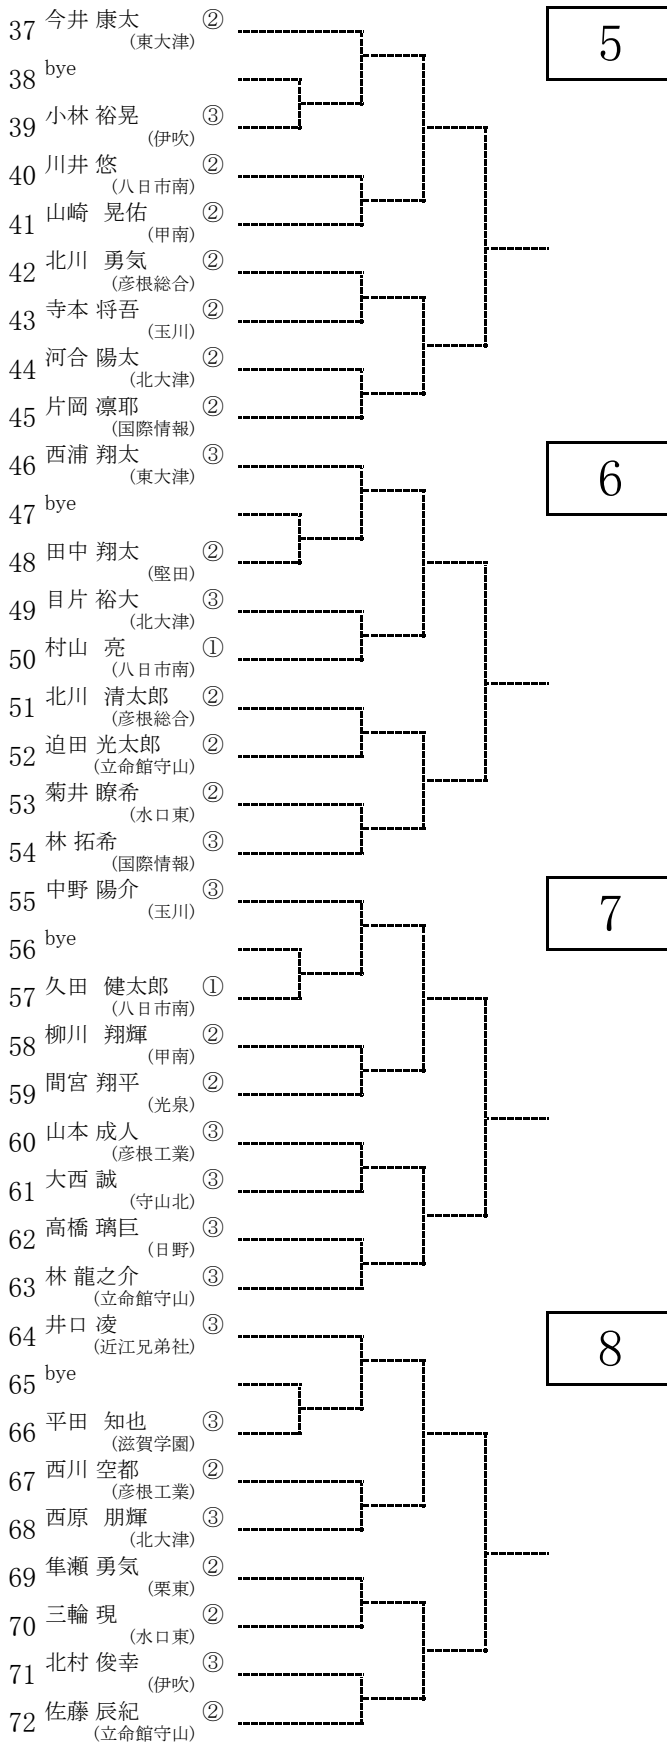 37 今井 康太 ②
(東大津)
5
38 bye
39 小林 裕晃 ③
(伊吹)
40 川井 悠 ②
(八日市南)
41 山崎 晃佑 ②
(甲南)
42 北川 勇気 ②
(彦根総合)
43 寺本 将吾 ②
(玉川)
44 河合 陽太 ②
(北大津)
45 片岡 凛耶 ②
(国際情報)
46 西浦 翔太 ③
(東大津)
6
47 bye
48 田中 翔太 ②
(堅田)
49 目片 裕大 ③
(北大津)
50 村山 亮 ①
(八日市南)
51 北川 清太郎 ②
(彦根総合)
52 迫田 光太郎 ②
(立命館守山)
53 菊井 瞭希 ②
(水口東)
54 林 拓希 ③
(国際情報)
55 中野 陽介 ③
(玉川)
7
56 bye
57 久田 健太郎 ①
(八日市南)
58 柳川 翔輝 ②
(甲南)
59 間宮 翔平 ②
(光泉)
60 山本 成人 ③
(彦根工業)
61 大西 誠 ③
(守山北)
62 高橋 璃巨 ③
(日野)
63 林 龍之介 ③
(立命館守山)
64 井口 凌 ③
(近江兄弟社)
8
65 bye
66 平田 知也 ③
(滋賀学園)
67 西川 空都 ②
(彦根工業)
68 西原 朋輝 ③
(北大津)
69 隼瀬 勇気 ②
(栗東)
70 三輪 現 ②
(水口東)
71 北村 俊幸 ③
(伊吹)
72 佐藤 辰紀 ②
(立命館守山)